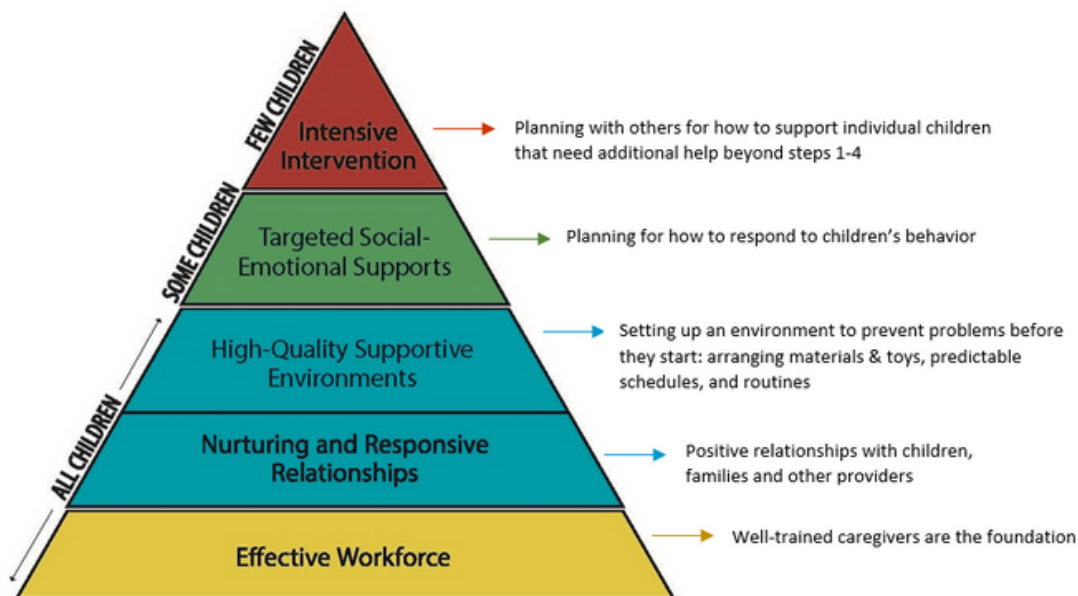 FEW CHILDREN
Intensive
Intervention
Planning with others for how to support individual children
that need additional help beyond steps 1-4
SOME CHILDREN
Targeted Social-
Emotional Supports
Planning for how to respond to children’s behavior
ALL CHILDREN
High-Quality Supportive
Environments
Setting up an environment to prevent problems before
they start: arranging materials & toys, predictable
schedules, and routines
Nurturing and Responsive
Relationships
Positive relationships with children,
families and other providers
Effective Workforce
Well-trained caregivers are the foundation